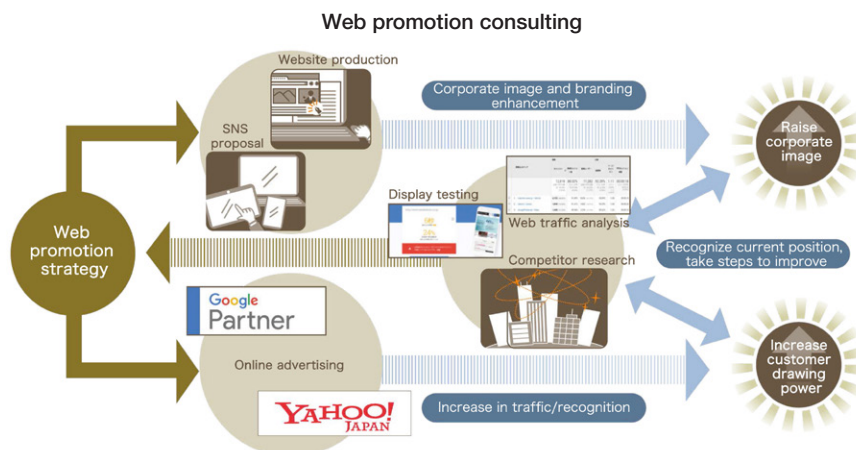 Web promotion consulting
Website production
SNS
proposal
Corporate image and branding
enhancement
Raise
corporate
image
Display testing
Web traffic analysis
Web
promotion
strategy
Competitor research
Recognize current position,
take steps to improve
Google
Partner
Online advertising
YAHOO!
JAPAN
Increase in traffic/recognition
Increase
customer
drawing
power